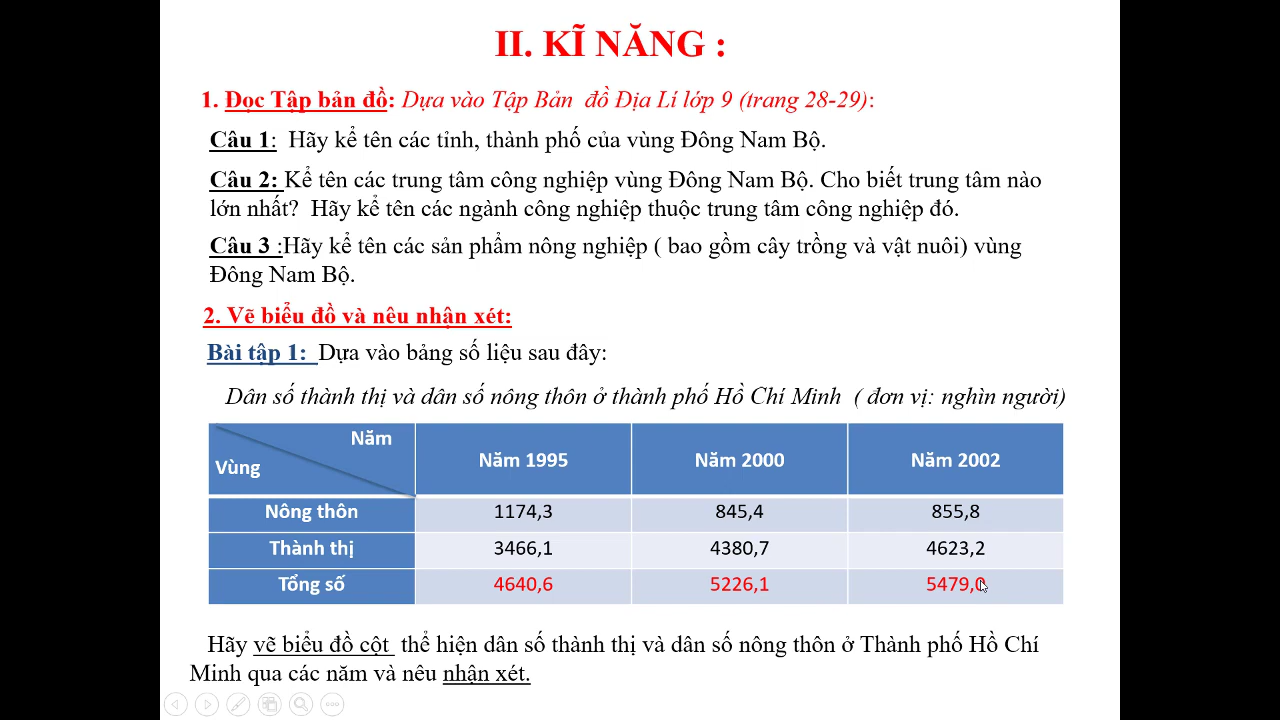 II. KĨ NĂNG :
1. Đọc Tập bản đồ: Dựa vào Tập Bản đồ Địa Lí lớp 9 (trang 28-29):
Câu 1: Hãy kể tên các tỉnh, thành phố của vùng Đông Nam Bộ.
Câu 2: Kể tên các trung tâm công nghiệp vùng Đông Nam Bộ. Cho biết trung tâm nào
lớn nhất? Hãy kể tên các ngành công nghiệp thuộc trung tâm công nghiệp đó.
Câu 3 :Hãy kể tên các sản phẩm nông nghiệp ( bao gồm cây trồng và vật nuôi) vùng
Đông Nam Bộ.
2. Vẽ biểu đồ và nêu nhận xét:
Bài tập 1: Dựa vào bảng số liệu sau đây:
Dân số thành thị và dân số nông thôn ở thành phố Hồ Chí Minh ( đơn vị: nghìn người)
Năm
Vùng
Năm 1995 Năm 2000 Năm 2002
Nông thôn 1174,3 845,4 855,8
Thành thị 3466,1 4380,7 4623,2
Tổng số 4640,6 5226,1 5479,0
Hãy vẽ biểu đồ cột thể hiện dân số thành thị và dân số nông thôn ở Thành phố Hồ Chí
Minh qua các năm và nêu nhận xét.